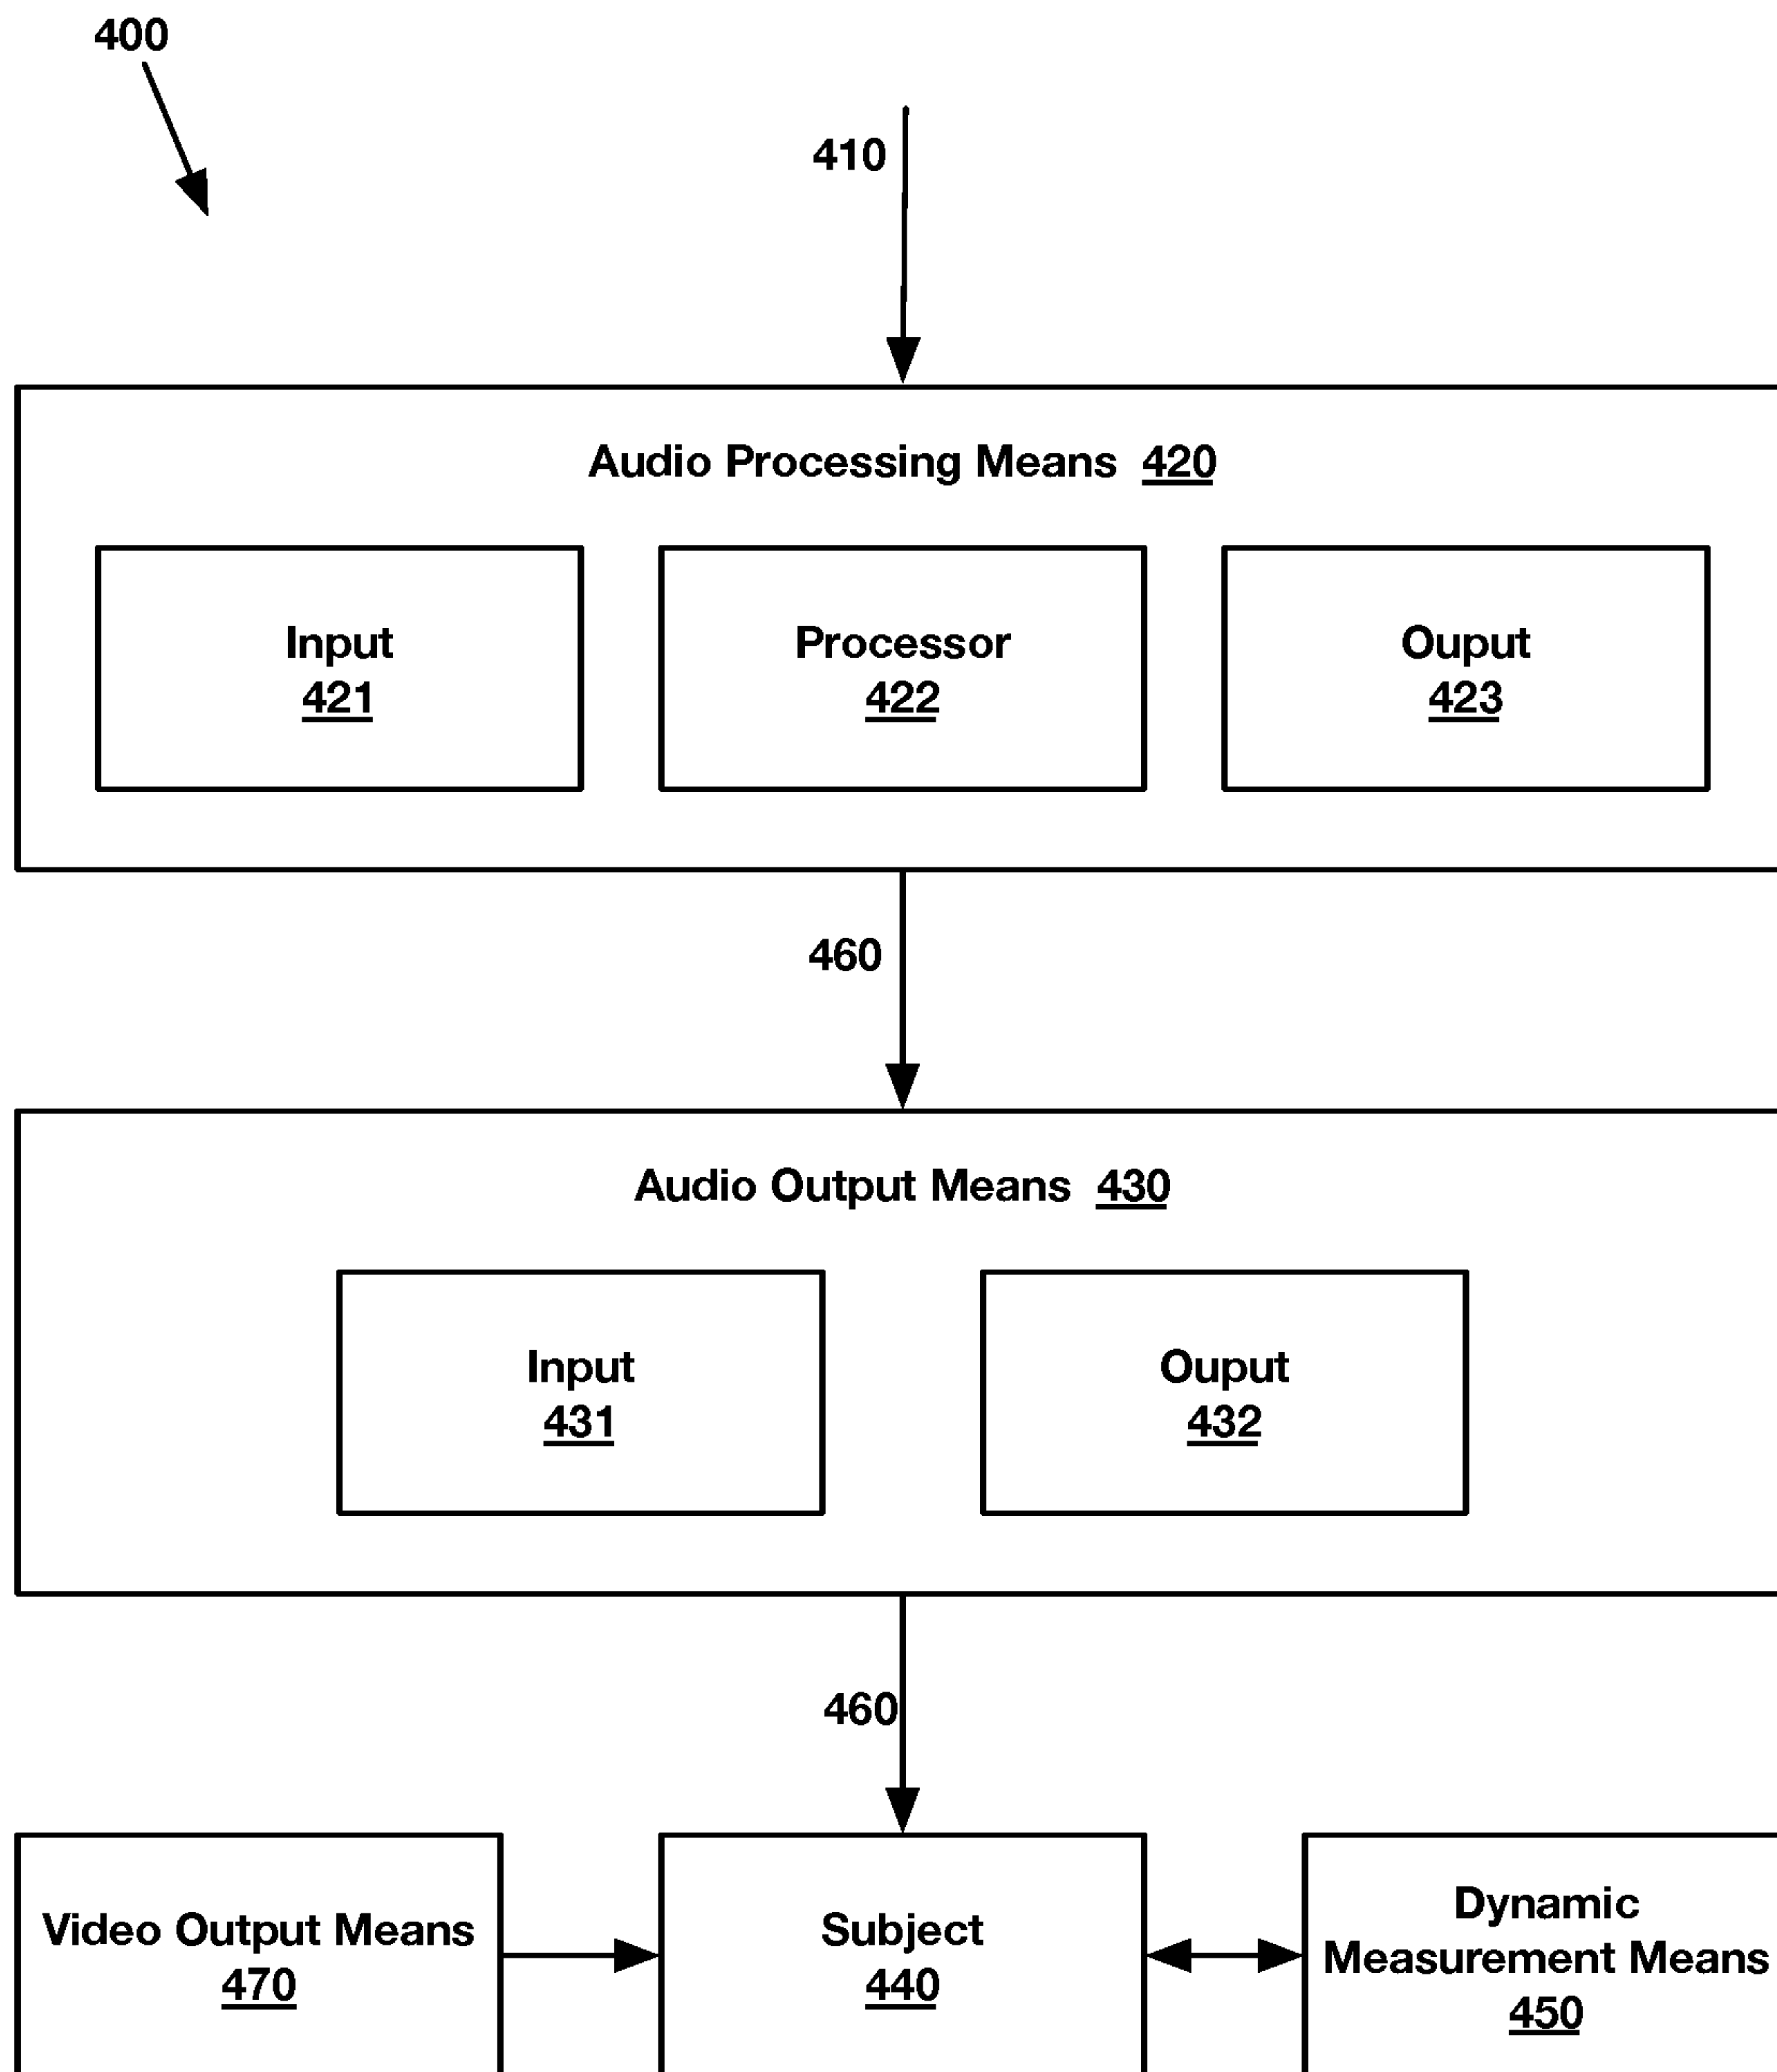 400
410
Audio Processing Means 420
Input
421
Processor
422
Ouput
423
460
Audio Output Means 430
Input
431
Ouput
432
460
Video Output Means
470
Subject
440
Dynamic
Measurement Means
450